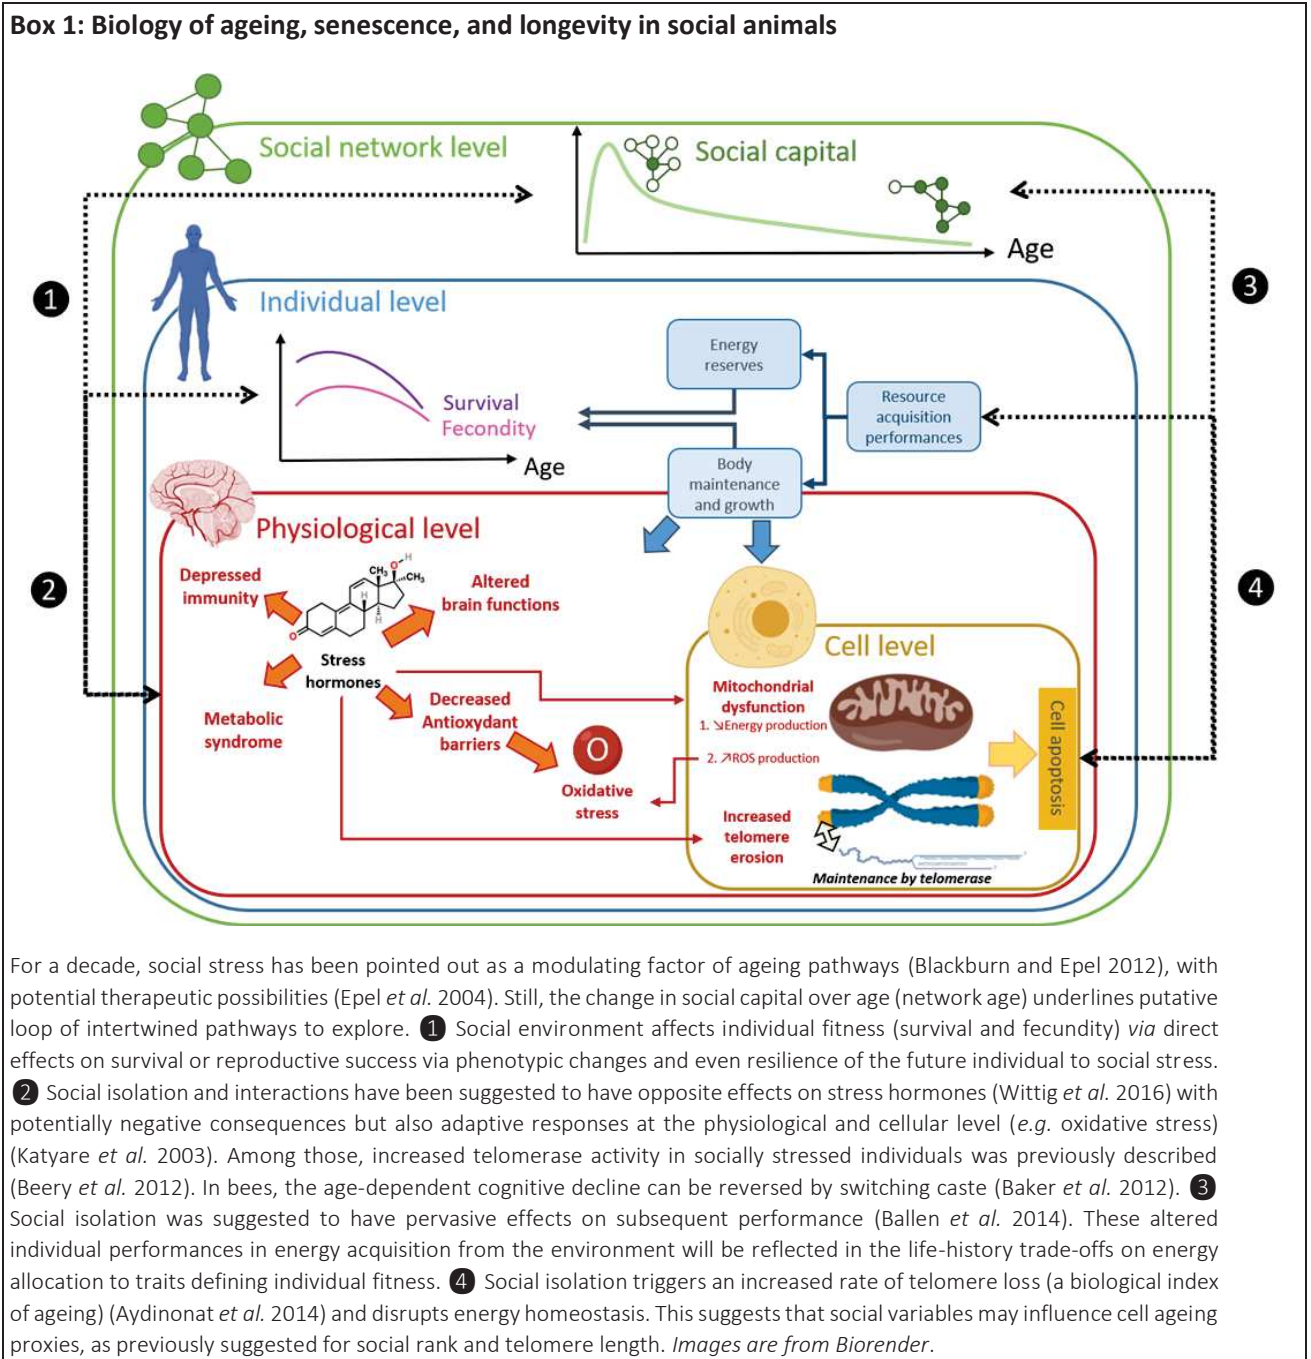 Box 1: Biology of ageing, senescence, and longevity in social animals
Social network level
Social capital
Age
1
3
Individual level
Energy
reserves
Resource
acquisition
performances
Survival
Fecondity
Age
Body
maintenance
and growth
Physiological level
2
4
Depressed
immunity
CH₃
O
H
CH₃
H
H
H
O
Altered
brain functions
Stress
hormones
Metabolic
syndrome
Decreased
Antioxydant
barriers
O
Oxidative
stress
Cell level
Mitochondrial
dysfunction
1. ↘Energy production
2. ↗ROS production
Increased
telomere
erosion
Cell apoptosis
Maintenance by telomerase
For a decade, social stress has been pointed out as a modulating factor of ageing pathways (Blackburn and Epel 2012), with
potential therapeutic possibilities (Epel et al. 2004). Still, the change in social capital over age (network age) underlines putative
loop of intertwined pathways to explore. ❶ Social environment affects individual fitness (survival and fecundity) via direct
effects on survival or reproductive success via phenotypic changes and even resilience of the future individual to social stress.
❷ Social isolation and interactions have been suggested to have opposite effects on stress hormones (Wittig et al. 2016) with
potentially negative consequences but also adaptive responses at the physiological and cellular level (e.g. oxidative stress)
(Katyare et al. 2003). Among those, increased telomerase activity in socially stressed individuals was previously described
(Beery et al. 2012). In bees, the age-dependent cognitive decline can be reversed by switching caste (Baker et al. 2012). ❸
Social isolation was suggested to have pervasive effects on subsequent performance (Ballen et al. 2014). These altered
individual performances in energy acquisition from the environment will be reflected in the life-history trade-offs on energy
allocation to traits defining individual fitness. ❹ Social isolation triggers an increased rate of telomere loss (a biological index
of ageing) (Aydinonat et al. 2014) and disrupts energy homeostasis. This suggests that social variables may influence cell ageing
proxies, as previously suggested for social rank and telomere length. Images are from Biorender.